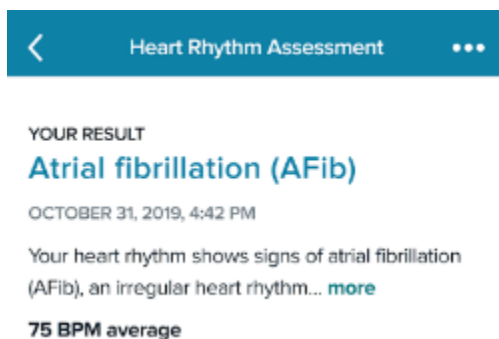 Heart Rhythm Assessment
YOUR RESULT
Atrial fibrillation (AFib)
OCTOBER 31, 2019, 4:42 PM
Your heart rhythm shows signs of atrial fibrillation
(AFib), an irregular heart rhythm... more
75 BPM average